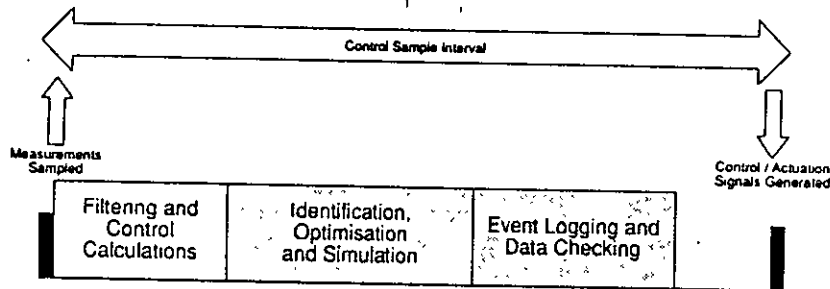 Control Sample Interval
Measurements
Sampled
Control / Actuation
Signals Generated
Filtering and
Control
Calculations
Identification,
Optimisation
and Simulation
Event Logging and
Data Checking